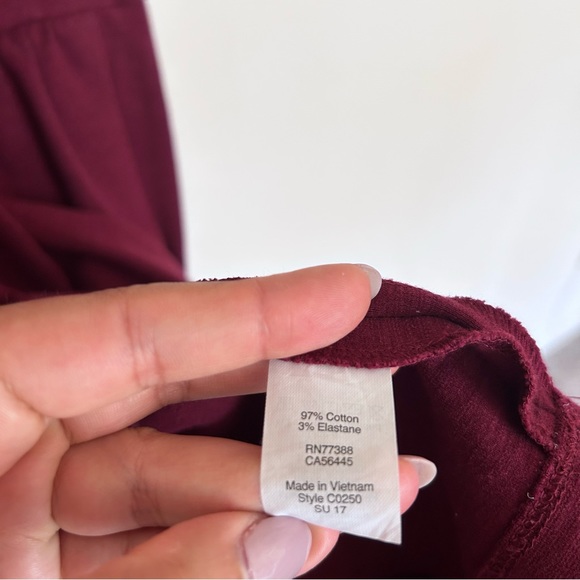 97% Cotton
3% Elastane
RN77388
CA56445
Made in Vietnam
Style C0250
SU 17